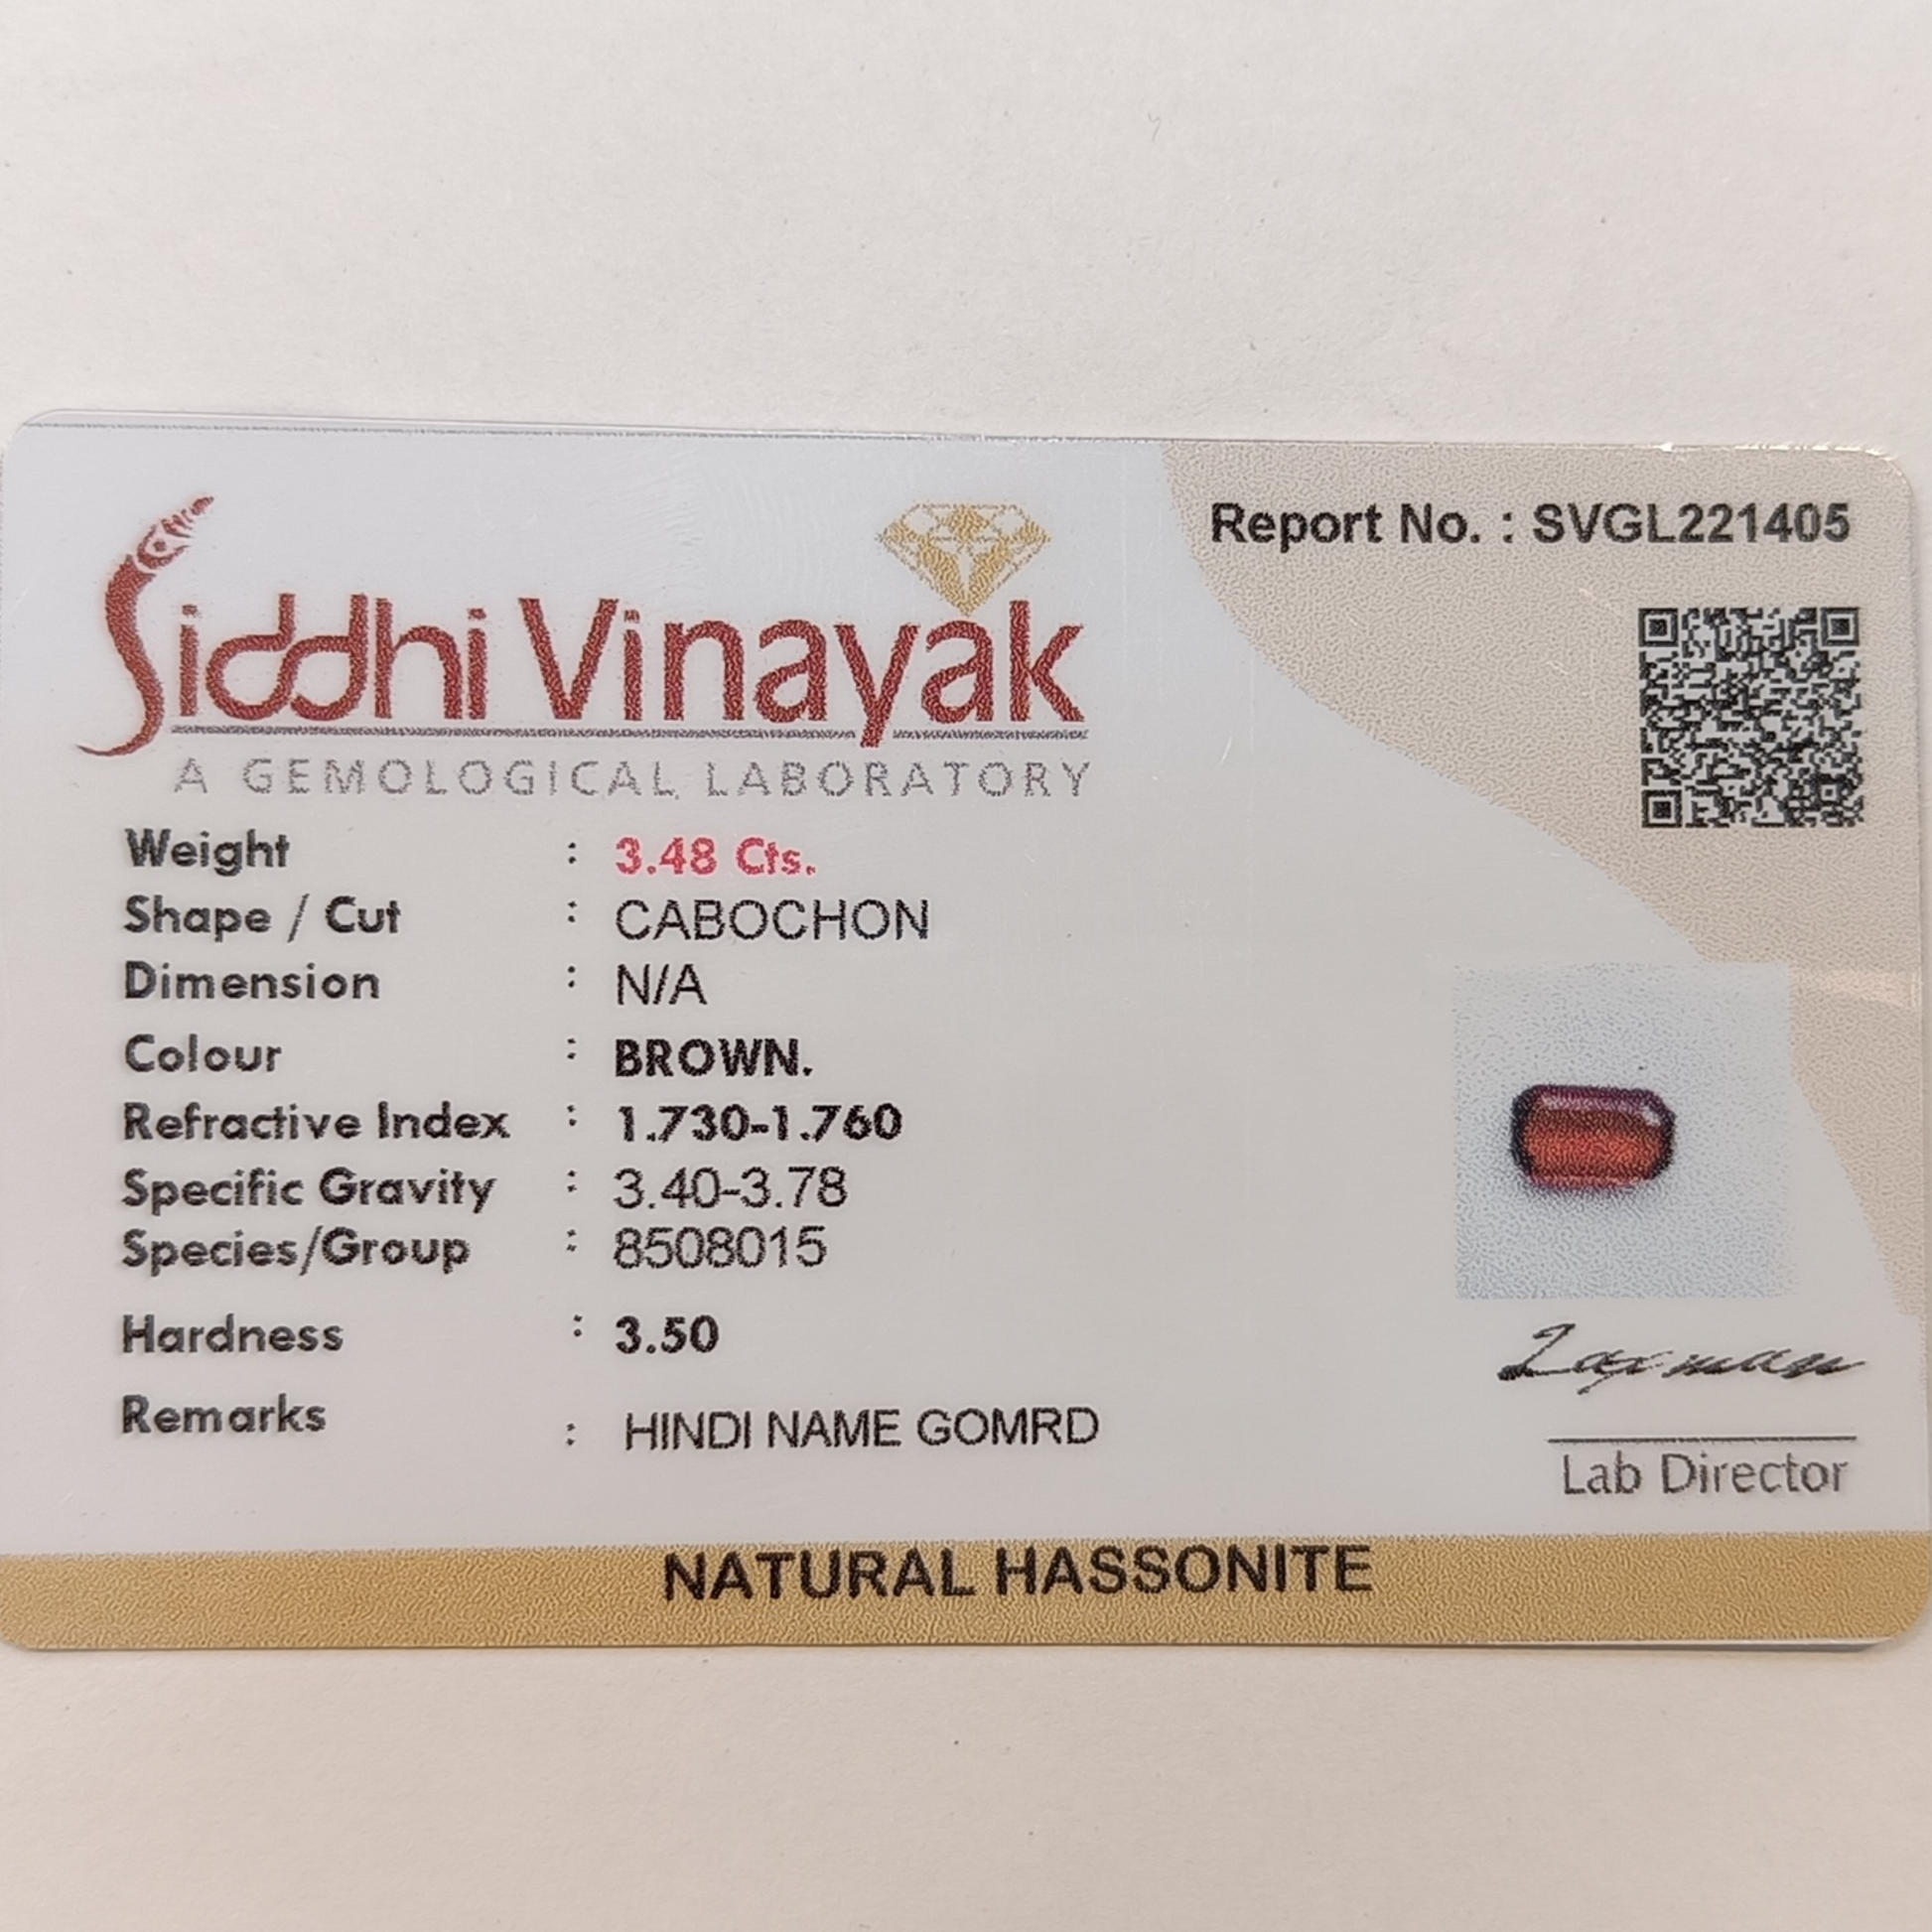 Report No. : SVGL221405
Siddhi Vinayak
A GEMOLOGICAL LABORATORY
Weight : 3.48 Cts.
Shape / Cut : CABOCHON
Dimension : N/A
Colour : BROWN.
Refractive Index : 1.730-1.760
Specific Gravity : 3.40-3.78
Species/Group : 8508015
Hardness : 3.50
Remarks : HINDI NAME GOMRD
Laxman
Lab Director
NATURAL HASSONITE